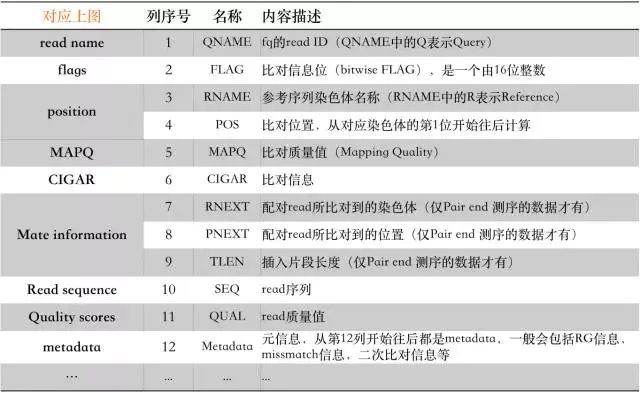 对应上图 列序号 名称 内容描述
read name 1 QNAME fq的read ID（QNAME中的Q表示Query）
flags 2 FLAG 比对信息位（bitwise FLAG），是一个由16位整数
position 3 RNAME 参考序列染色体名称（RNAME中的R表示Reference）
4 POS 比对位置，从对应染色体的第1位开始往后计算
MAPQ 5 MAPQ 比对质量值（Mapping Quality）
CIGAR 6 CIGAR 比对信息
Mate information 7 RNEXT 配对read所比对到的染色体（仅Pair end 测序的数据才有）
8 PNEXT 配对read所比对到的位置（仅Pair end 测序的数据才有）
9 TLEN 插入片段长度（仅Pair end 测序的数据才有）
Read sequence 10 SEQ read序列
Quality scores 11 QUAL read质量值
metadata 12 Metadata 元信息，从第12列开始往后都是metadata，一般会包括RG信息，
missmatch信息，二次比对信息等
... ... ... ...